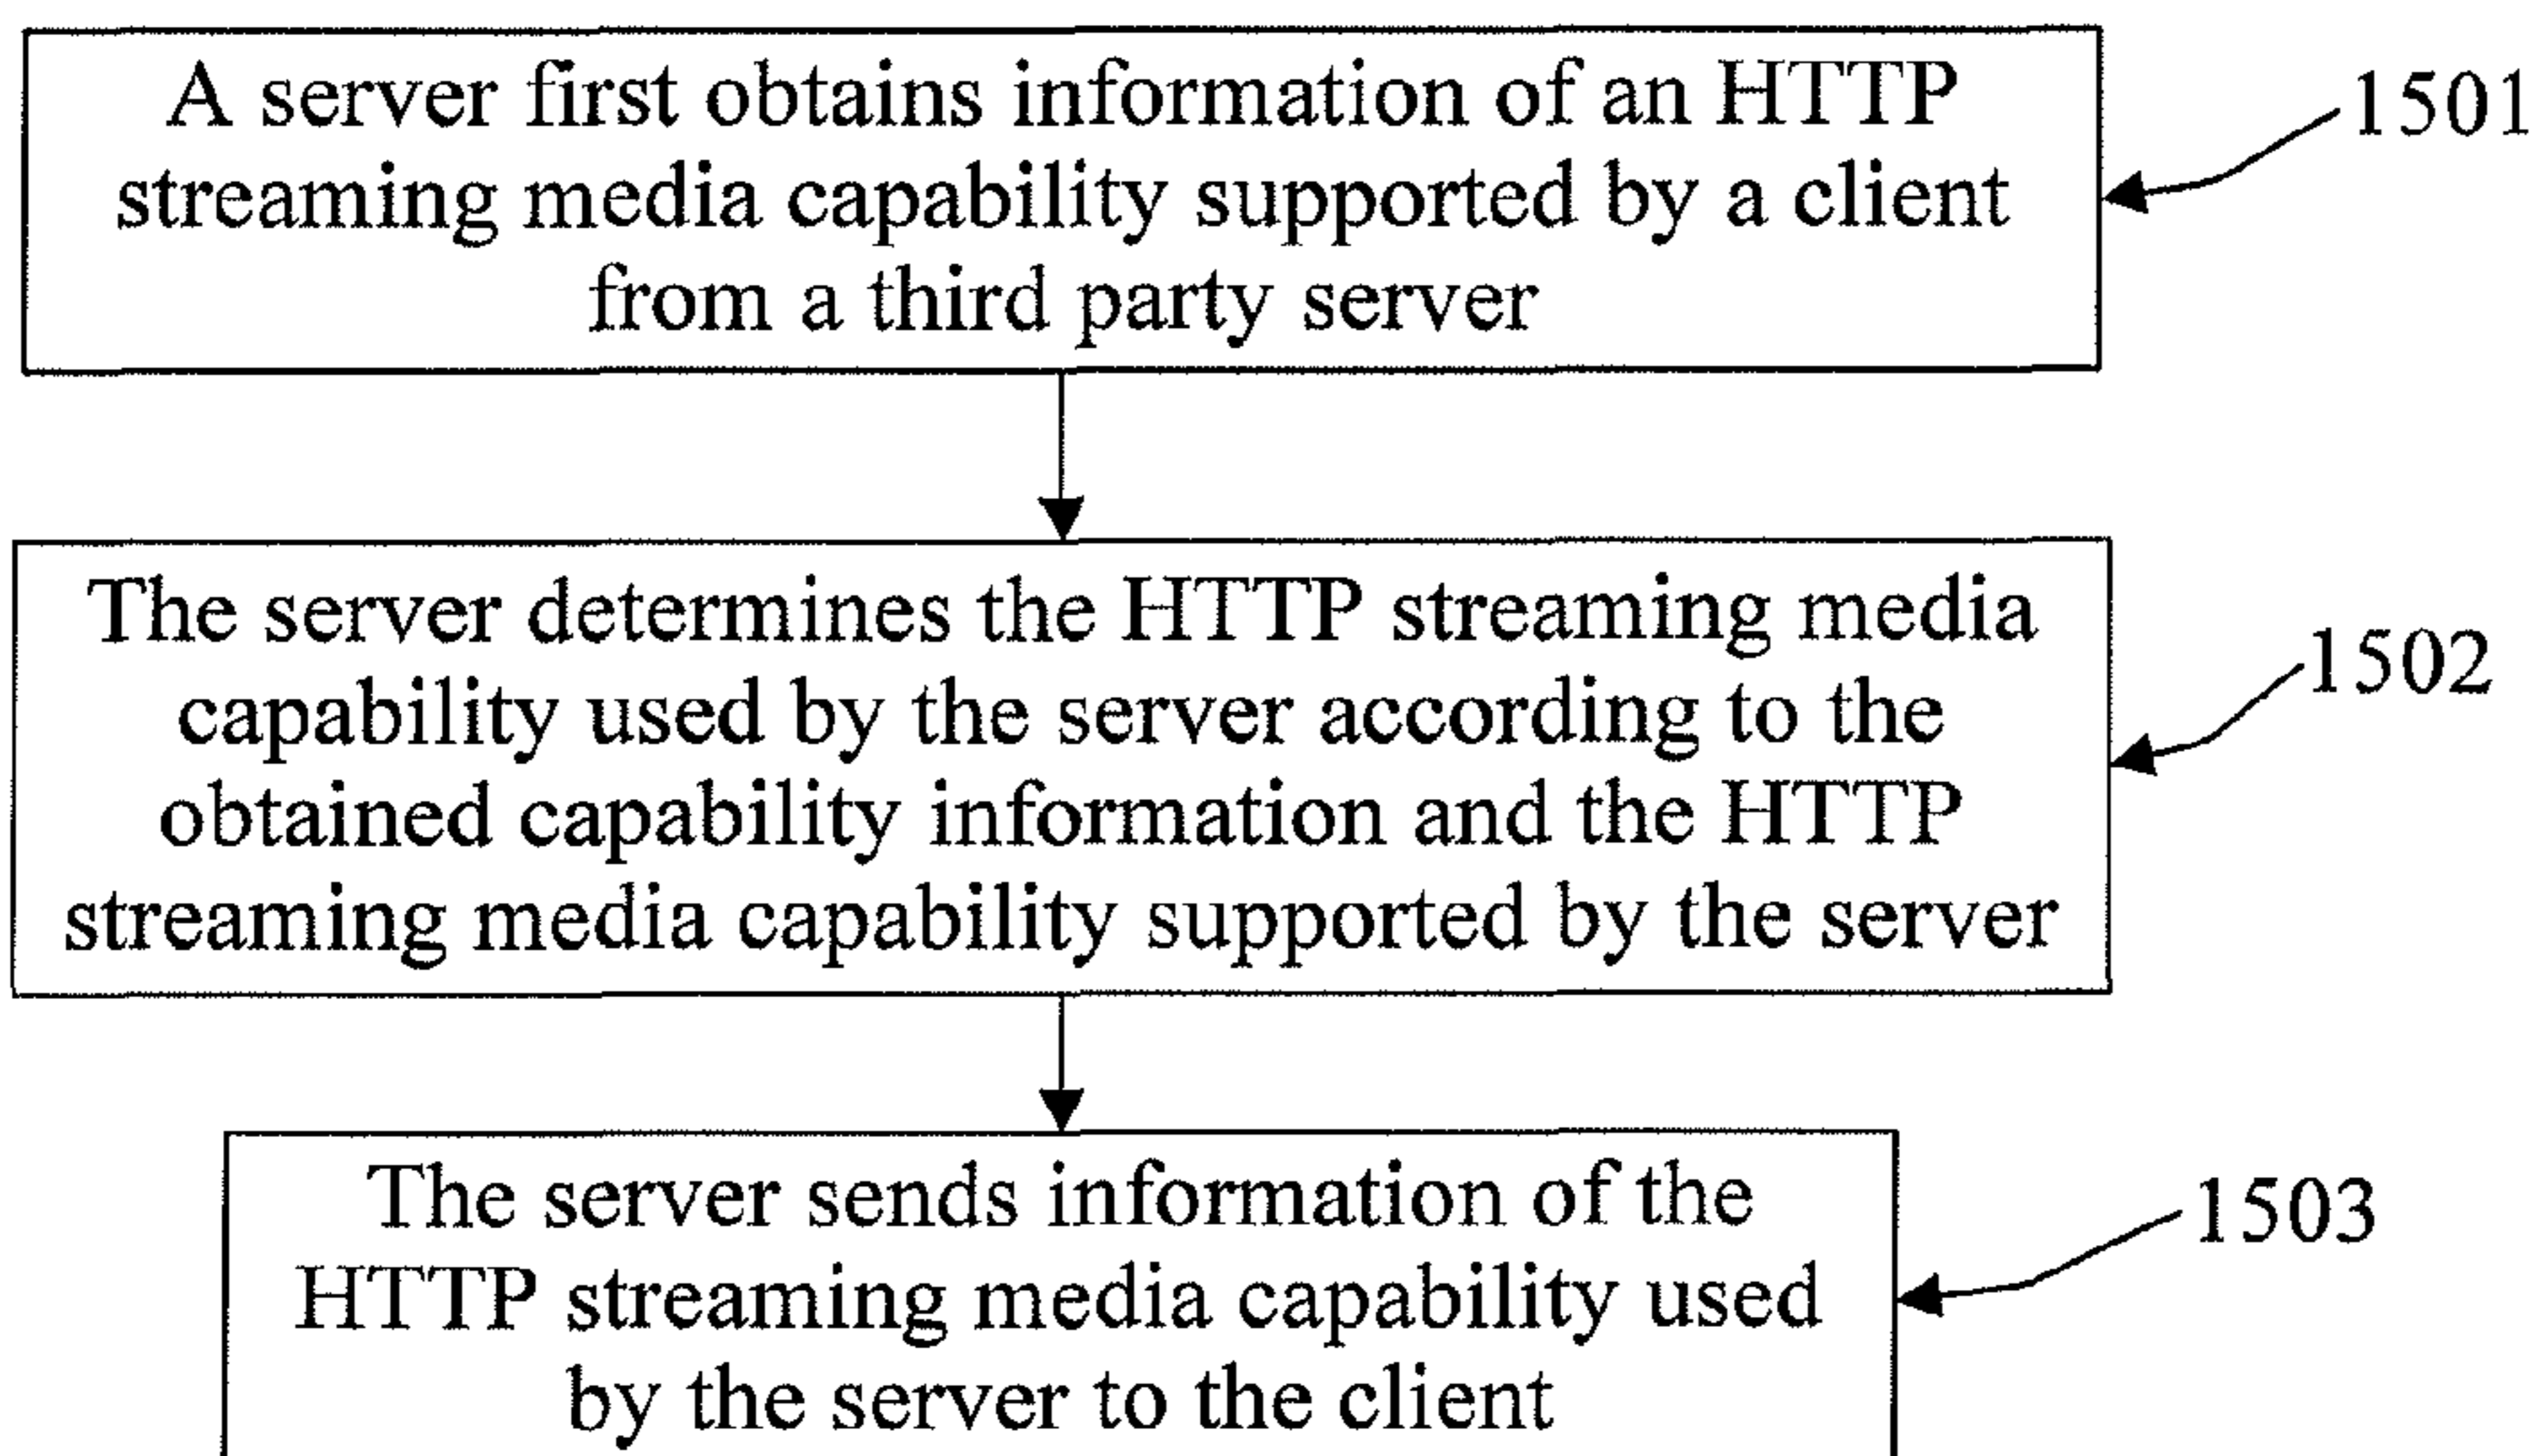 A server first obtains information of an HTTP
streaming media capability supported by a client
from a third party server
1501
The server determines the HTTP streaming media
capability used by the server according to the
obtained capability information and the HTTP
streaming media capability supported by the server
1502
The server sends information of the
HTTP streaming media capability used
by the server to the client
1503